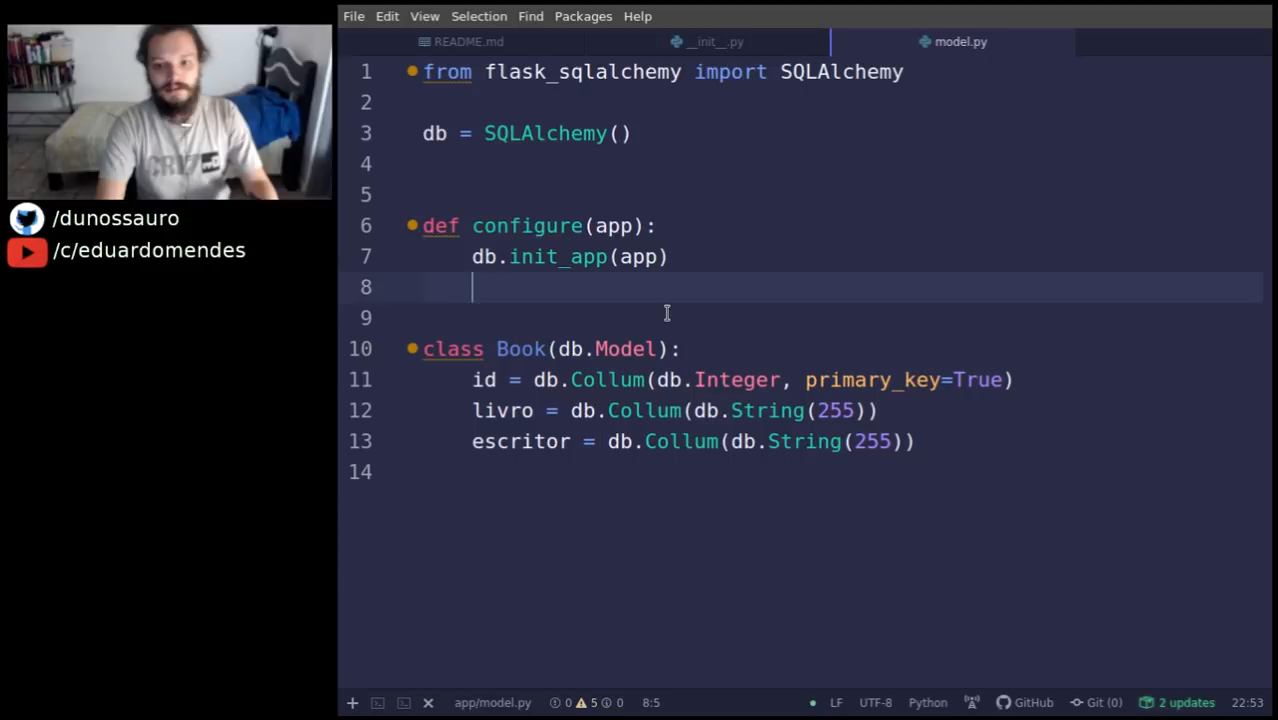 File Edit View Selection Find Packages Help
README.md __init__.py model.py
1 from flask_sqlalchemy import SQLAlchemy
2
3 db = SQLAlchemy()
4
5
6 def configure(app):
7 db.init_app(app)
8
9
10 class Book(db.Model):
11 id = db.Collum(db.Integer, primary_key=True)
12 livro = db.Collum(db.String(255))
13 escritor = db.Collum(db.String(255))
14
/dunossauro
/c/eduardomendes
app/model.py 0 5 0 8:5 LF UTF-8 Python GitHub Git (0) 2 updates 22:53